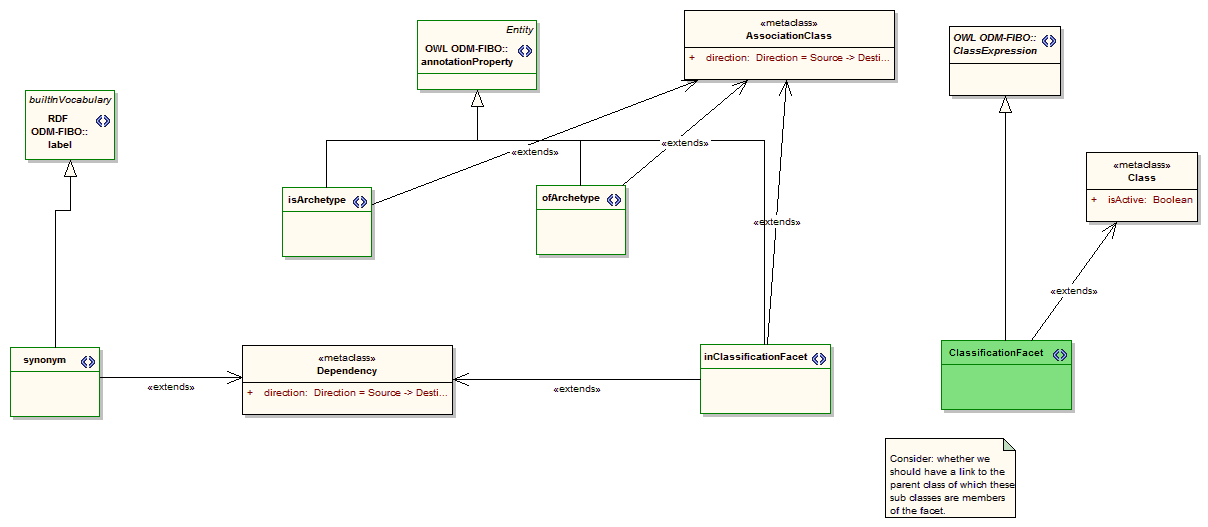 Entity
OWL ODM-FIBO::
annotationProperty
«metaclass»
AssociationClass
+ direction: Direction = Source -> Desti...
OWL ODM-FIBO::
ClassExpression
builtInVocabulary
RDF
ODM-FIBO::
label
«extends»
«extends»
«metaclass»
Class
+ isActive: Boolean
isArchetype
ofArchetype
«extends»
«extends»
synonym
«extends»
«metaclass»
Dependency
+ direction: Direction = Source -> Desti...
«extends»
inClassificationFacet
ClassificationFacet
Consider: whether we
should have a link to the
parent class of which these
sub classes are members
of the facet.